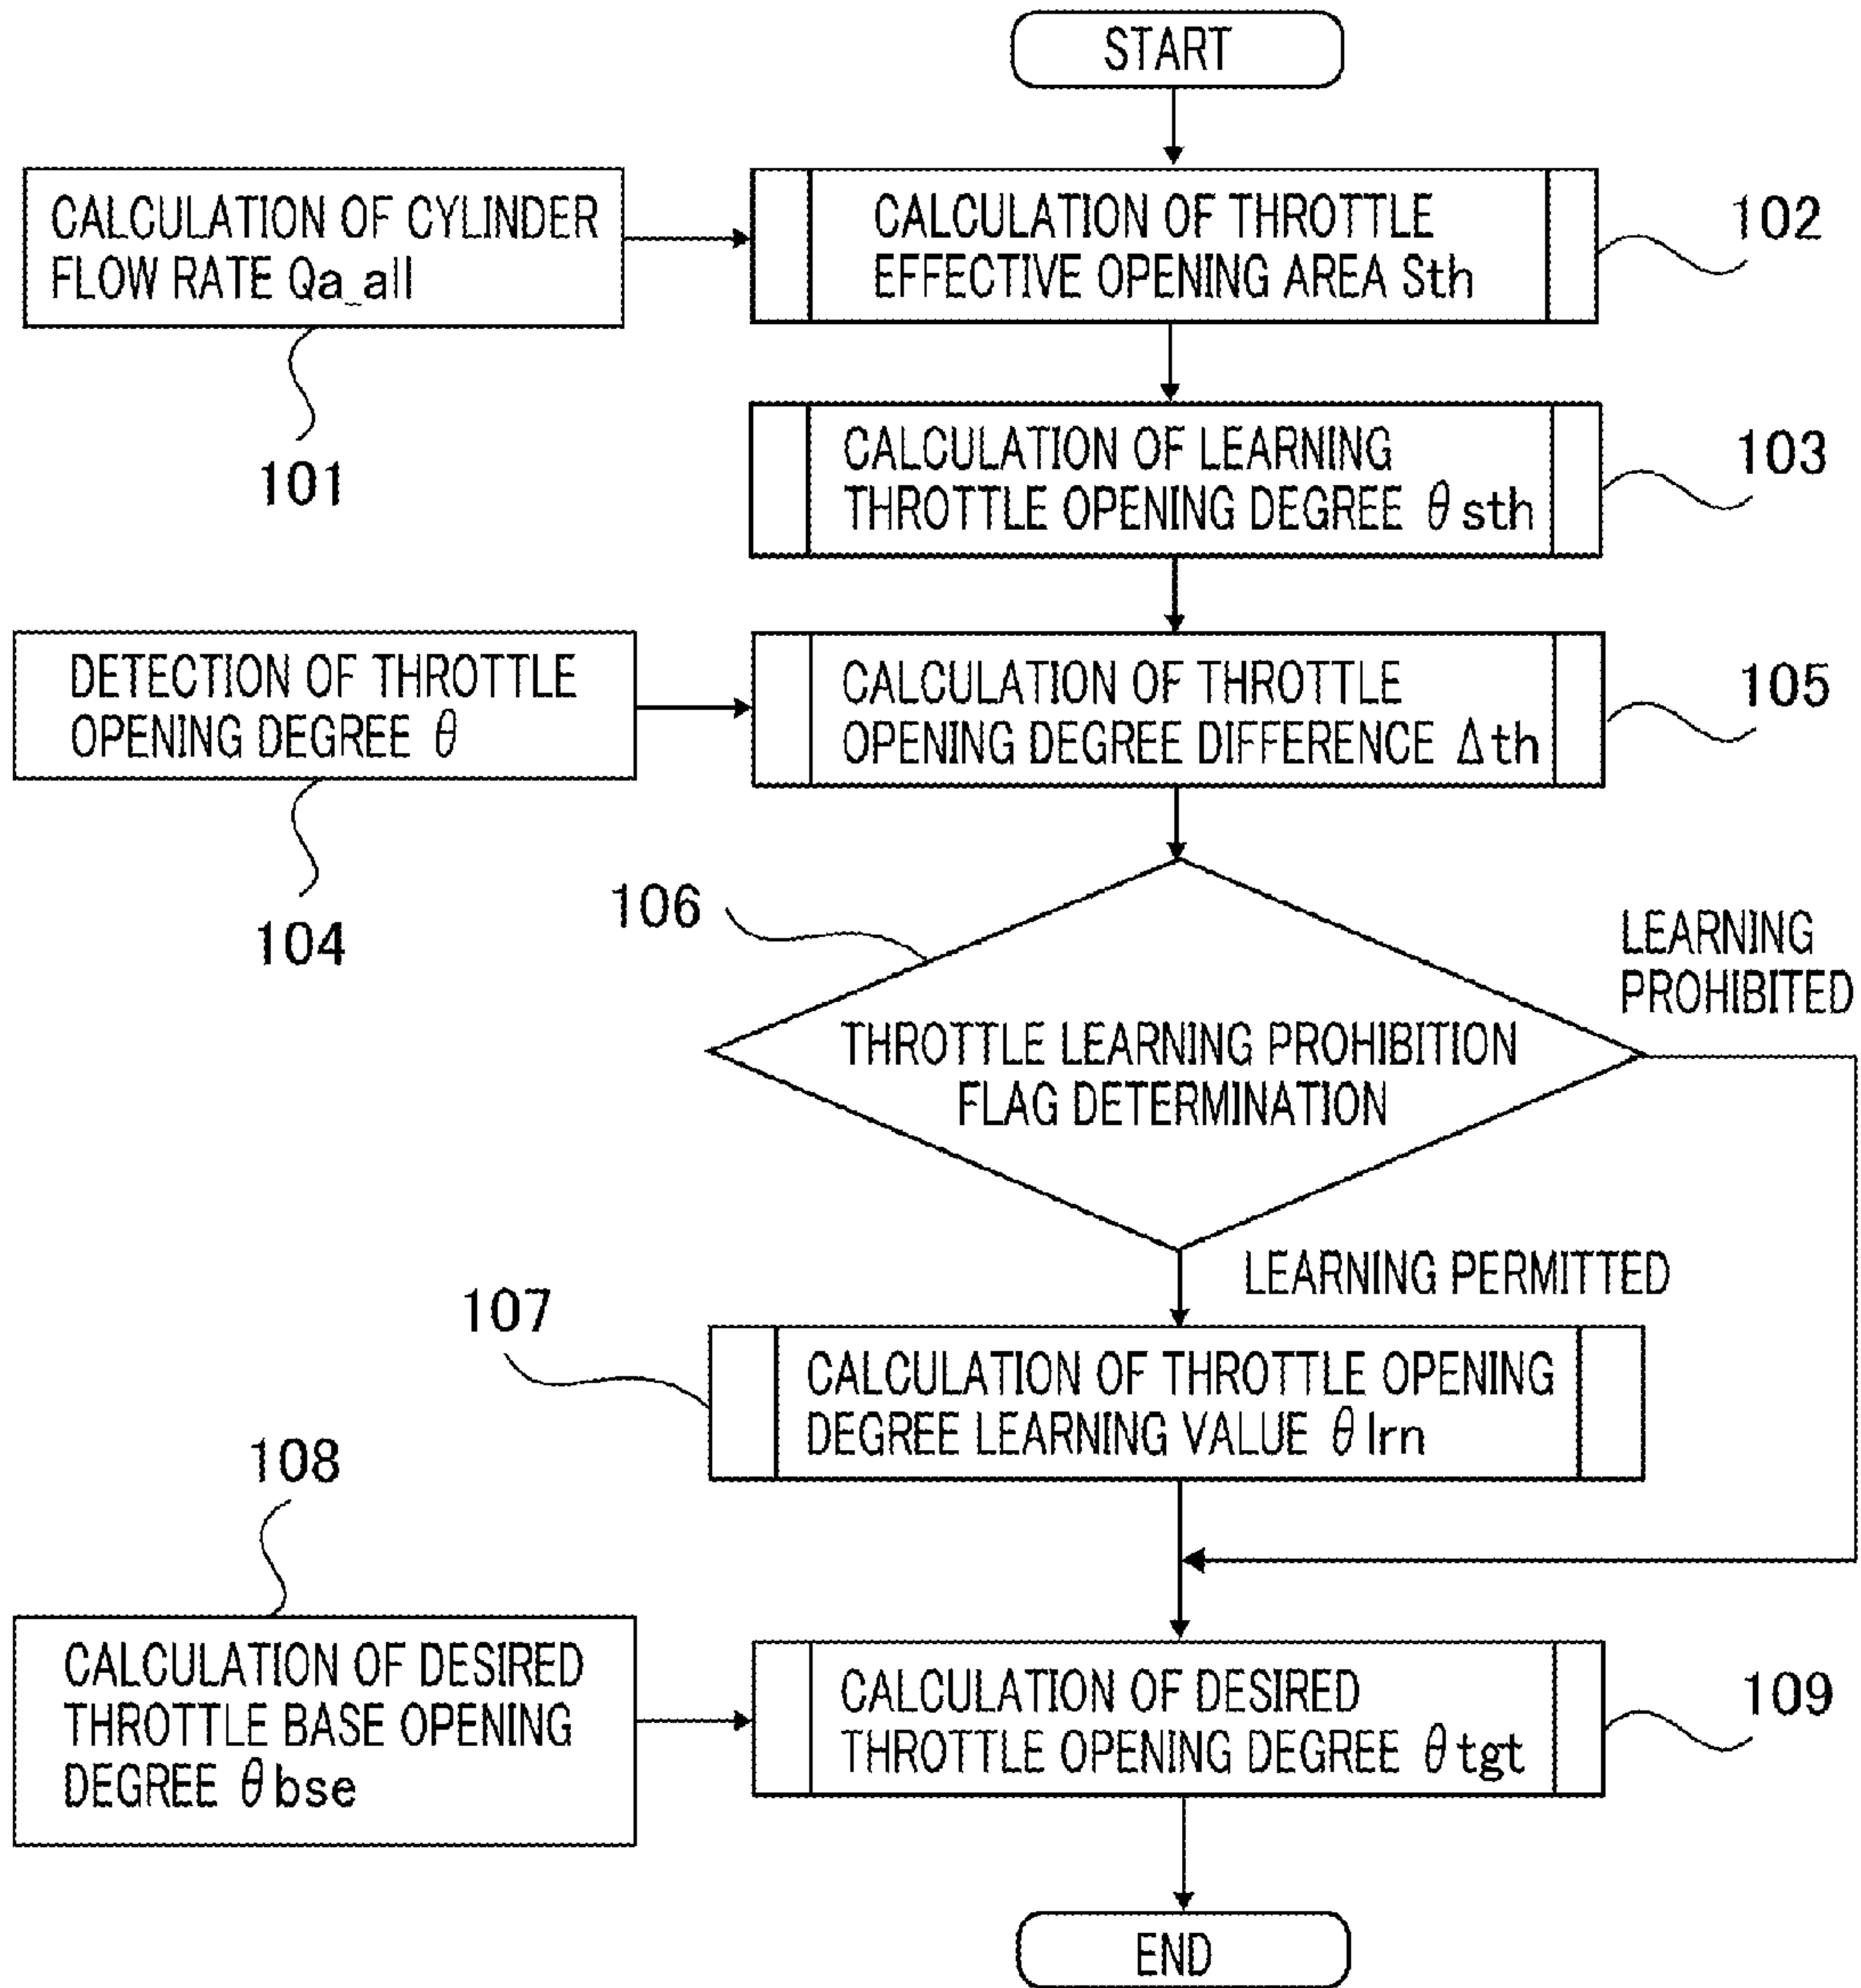 START
CALCULATION OF CYLINDER
FLOW RATE Qa_all
101
CALCULATION OF THROTTLE
EFFECTIVE OPENING AREA Sth
102
CALCULATION OF LEARNING
THROTTLE OPENING DEGREE θsth
103
DETECTION OF THROTTLE
OPENING DEGREE θ
104
CALCULATION OF THROTTLE
OPENING DEGREE DIFFERENCE Δth
105
106
THROTTLE LEARNING PROHIBITION
FLAG DETERMINATION
LEARNING
PROHIBITED
LEARNING PERMITTED
107
CALCULATION OF THROTTLE OPENING
DEGREE LEARNING VALUE θlrn
108
CALCULATION OF DESIRED
THROTTLE BASE OPENING
DEGREE θbse
CALCULATION OF DESIRED
THROTTLE OPENING DEGREE θtgt
109
END